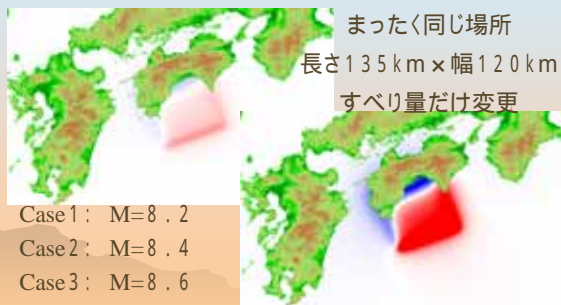 まったく同じ場所
長さ135km×幅120km
すべり量だけ変更
Case1: M=8.2
Case2: M=8.4
Case3: M=8.6